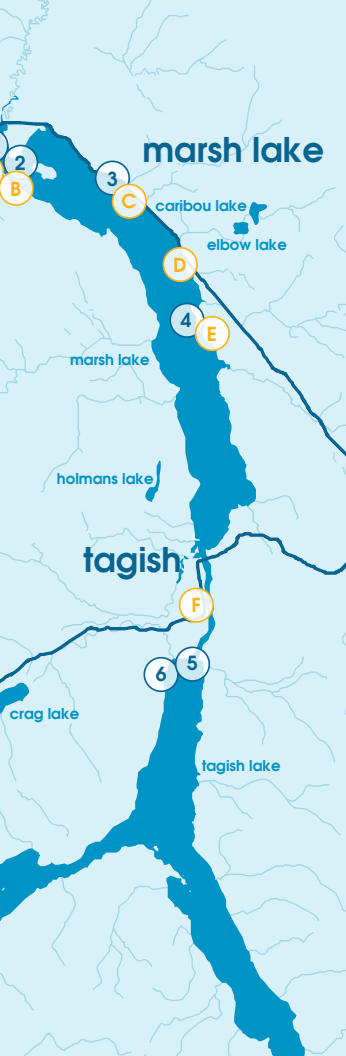 marsh lake
2
B
3
C
caribou lake
elbow lake
D
4
E
marsh lake
holmans lake
tagish
F
5
6
crag lake
tagish lake